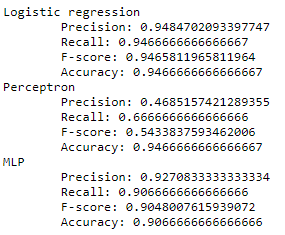 Logistic regression
Precision: 0.9484702093397747
Recall: 0.9466666666666667
F-score: 0.9465811965811964
Accuracy: 0.9466666666666667
Perceptron
Precision: 0.4685157421289355
Recall: 0.6666666666666666
F-score: 0.5433837593462006
Accuracy: 0.9466666666666667
MLP
Precision: 0.9270833333333334
Recall: 0.9066666666666666
F-score: 0.9048007615939072
Accuracy: 0.9066666666666666